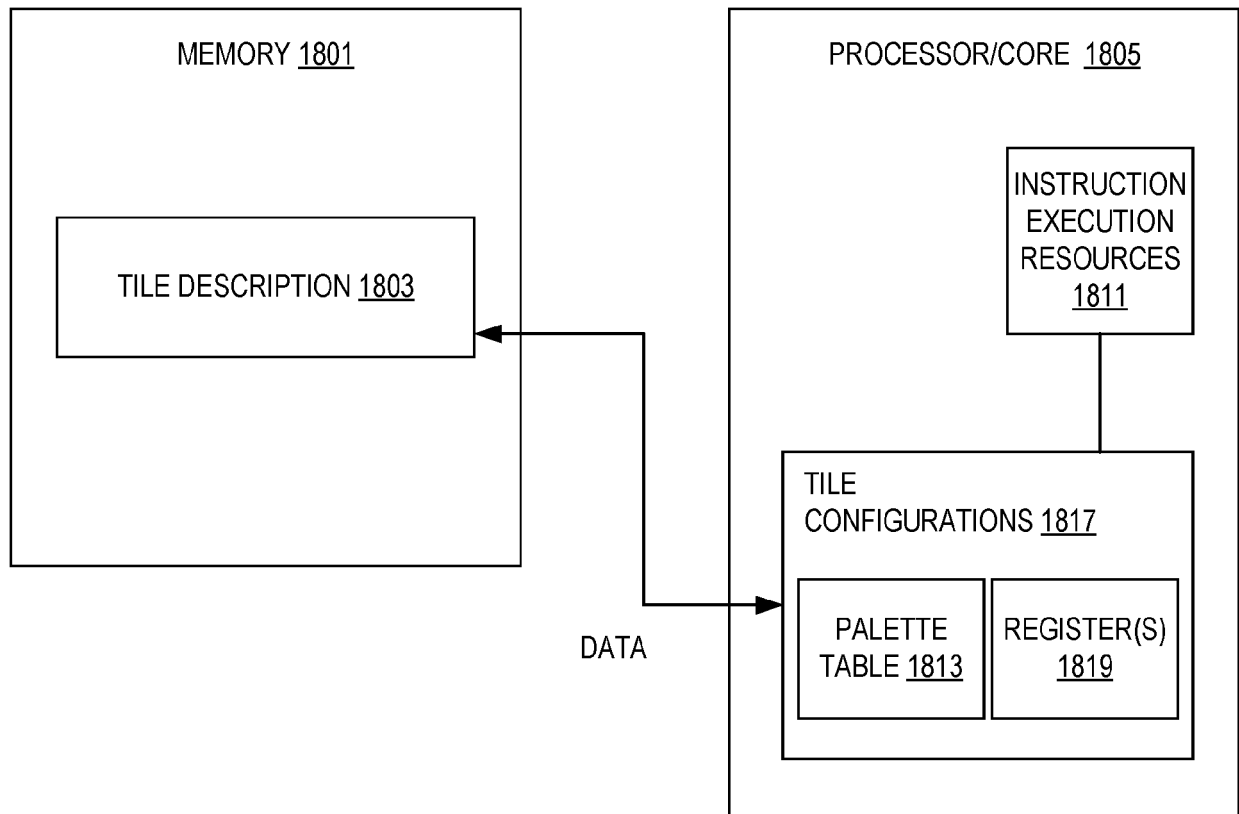 MEMORY 1801
TILE DESCRIPTION 1803
DATA
PROCESSOR/CORE 1805
INSTRUCTION
EXECUTION
RESOURCES
1811
TILE
CONFIGURATIONS 1817
PALETTE
TABLE 1813
REGISTER(S)
1819